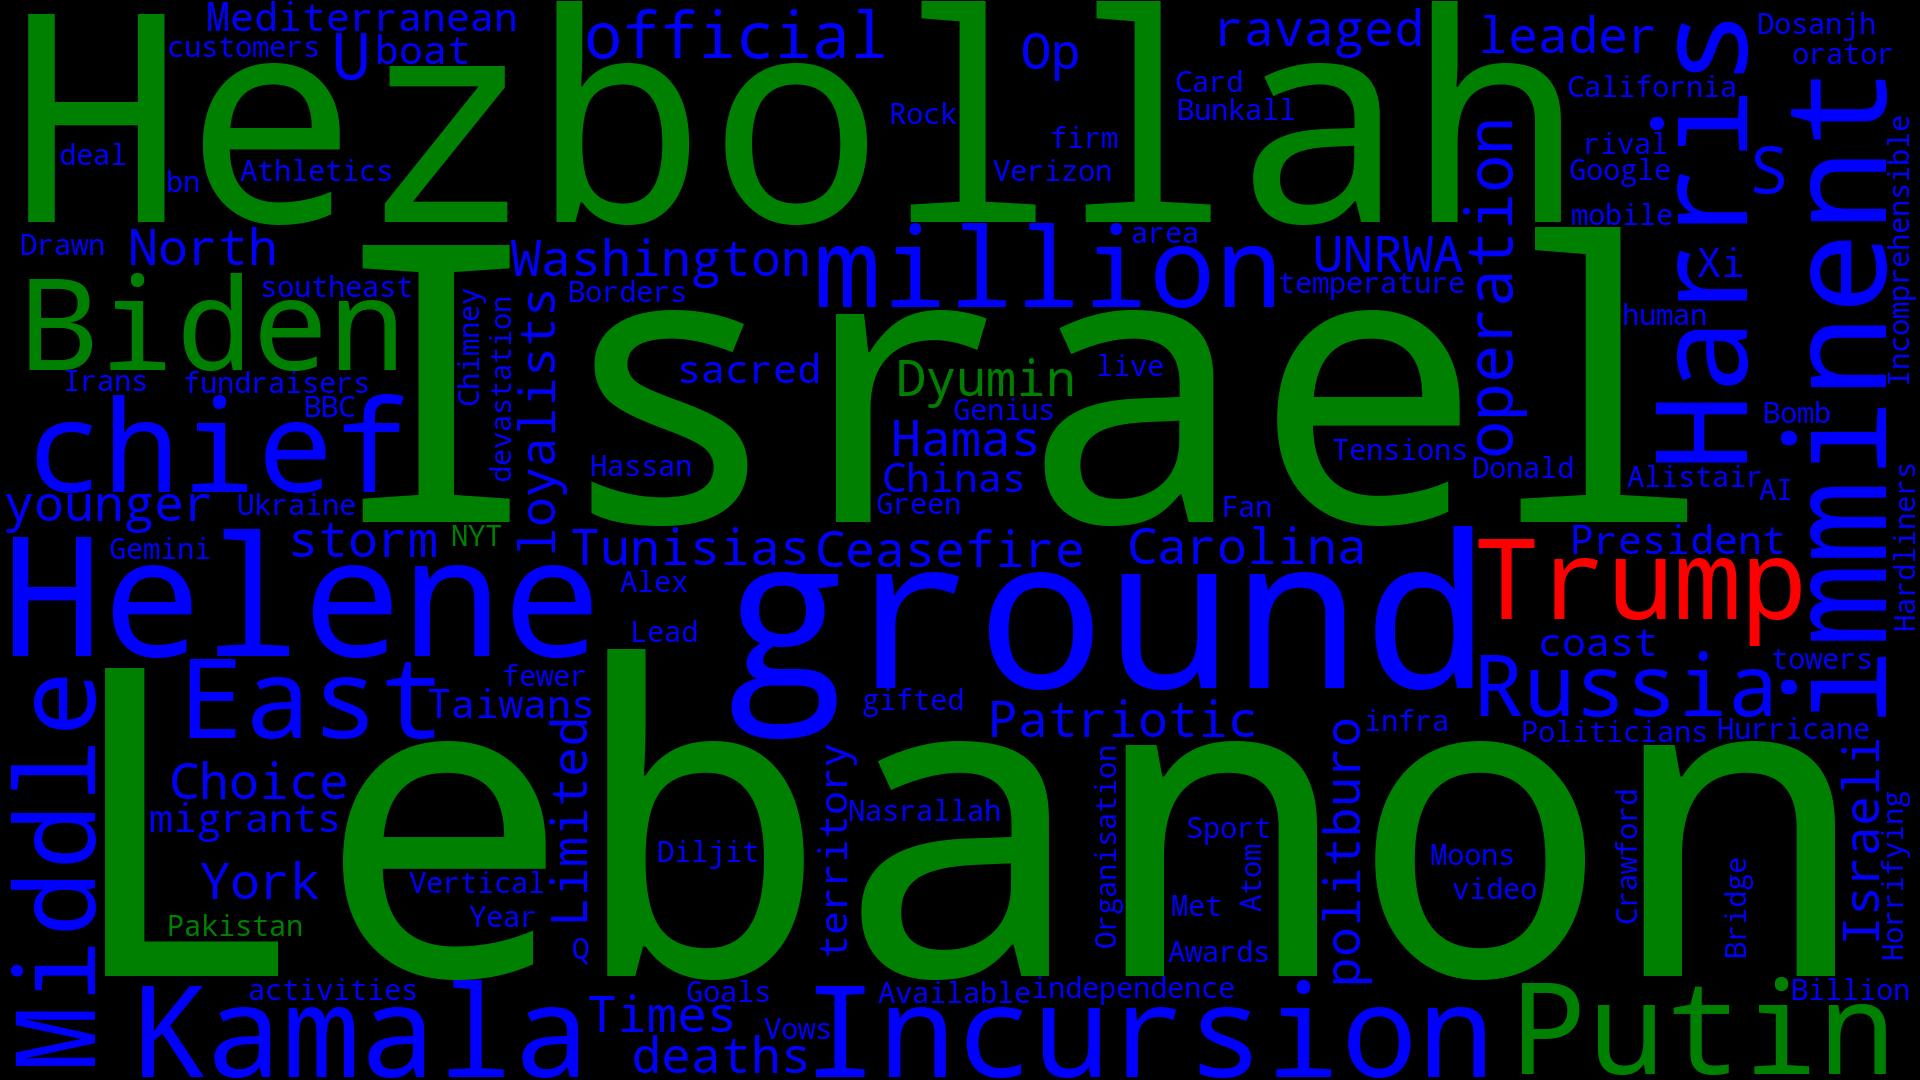 Mediterranean
customers
U
boat
official
Op
ravaged
leader
Dosanjh
orator
Hezbollah
Card
Bunkall
Rock
firm
Verizon
California
rival
Google
mobile
Harris
S
imminent
Incomprehensible
deal
bn
Athletics
Drawn
North
Washington
million
area
UNRWA
temperature
operation
Xi
Biden
southeast
Borders
Israel
human
Chimney
devastation
loyalists
sacred
Dyumin
live
Genius
Hamas
Chinas
Green
Irans
fundraisers
BBC
chief
Hassan
Tensions
Donald
Alistair
AI
Bomb
Hardliners
younger
Ukraine
Fan
storm
NYT
Gemini
Helene
Tunisias
Ceasefire
Carolina
President
Trump
ground
Alex
Lead
coast
towers
Russia
Middle
East
fewer
Taiwans
gifted
Patriotic
infra
Politicians
Hurricane
Lebanon
Choice
migrants
Limited
territory
Nasrallah
Organisation
Sport
Atom
politburo
Moons
video
Crawford
Bridge
Israeli
Horrifying
York
Diljit
Vertical
Year
Q
Met
Awards
Pakistan
activities
Goals
Available
independence
Billion
Kamala
Times
Vows
deaths
Incursion
Putin